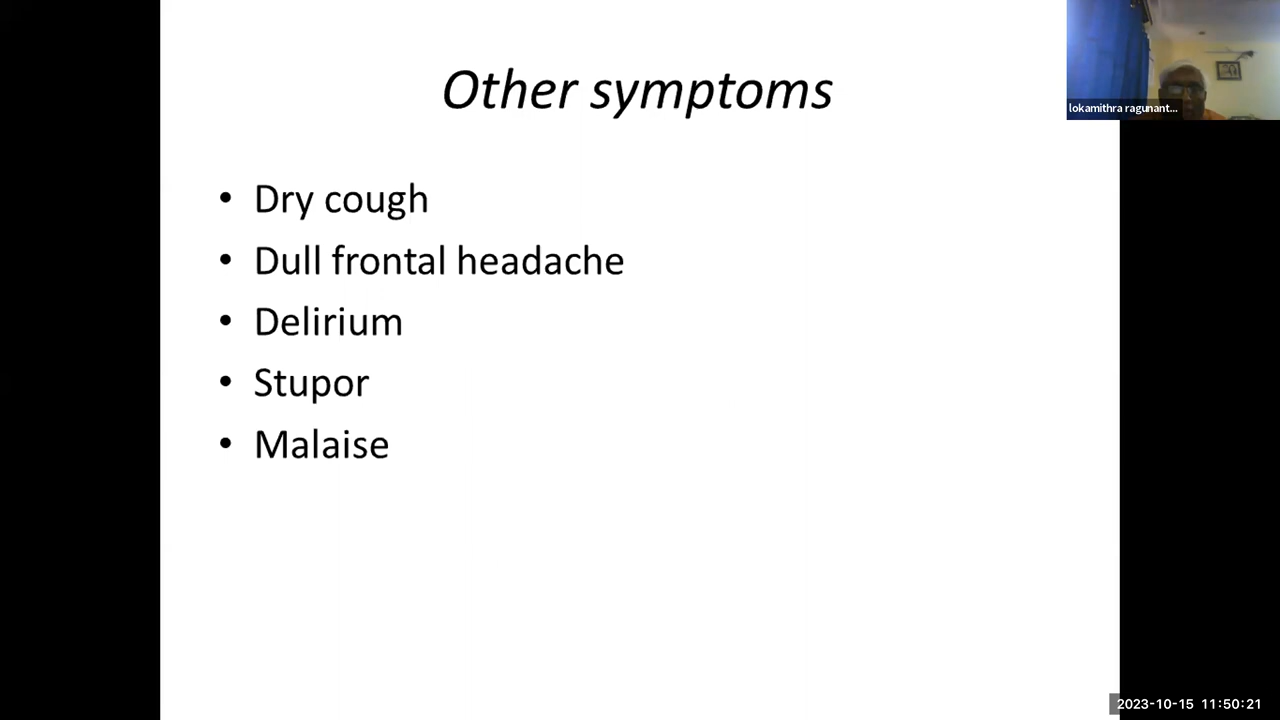 Other symptoms
lokamithra ragunant...
• Dry cough
• Dull frontal headache
• Delirium
• Stupor
• Malaise
2023-10-15 11:50:21